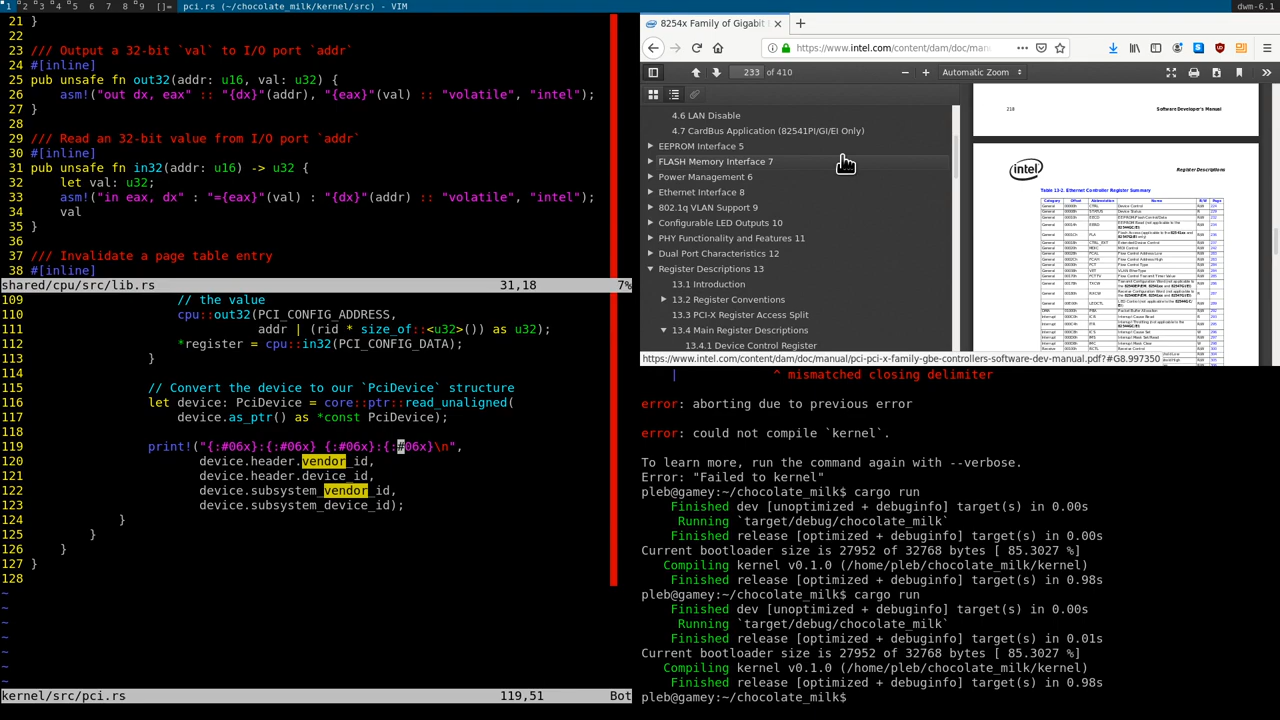 1 2 3 4 5 6 7 8 9 []= pci.rs (~/chocolate_milk/kernel/src) - VIM
dwm-6.1
21 }
22
23 /// Output a 32-bit `val` to I/O port `addr`
24 #[inline]
25 pub unsafe fn out32(addr: u16, val: u32) {
26     asm!("out dx, eax" :: "{dx}"(addr), "{eax}"(val) :: "volatile", "intel");
27 }
28
29 /// Read an 32-bit value from I/O port `addr`
30 #[inline]
31 pub unsafe fn in32(addr: u16) -> u32 {
32     let val: u32;
33     asm!("in eax, dx" : "={eax}"(val) : "{dx}"(addr) :: "volatile", "intel");
34     val
35 }
36
37 /// Invalidate a page table entry
38 #[inline]
shared/cpu/src/lib.rs 31,18 7%
109                     // the value
110                     cpu::out32(PCI_CONFIG_ADDRESS,
111                                addr | (rid * size_of::<u32>()) as u32);
112                     *register = cpu::in32(PCI_CONFIG_DATA);
113                 }
114
115                 // Convert the device to our `PciDevice` structure
116                 let device: PciDevice = core::ptr::read_unaligned(
117                     device.as_ptr() as *const PciDevice);
118
119                 print!("{:#06x}:{:#06x} {:#06x}:{:#06x}\n",
120                        device.header.vendor_id,
121                        device.header.device_id,
122                        device.subsystem_vendor_id,
123                        device.subsystem_device_id);
124             }
125         }
126     }
127 }
128
~
~
~
~
~
~
~
kernel/src/pci.rs 119,51 Bot
8254x Family of Gigabit
https://www.intel.com/content/dam/doc/man
233 of 410
Automatic Zoom
4.6 LAN Disable
4.7 CardBus Application (82541PI/GI/EI Only)
EEPROM Interface 5
FLASH Memory Interface 7
Power Management 6
Ethernet Interface 8
802.1q VLAN Support 9
Configurable LED Outputs 10
PHY Functionality and Features 11
Dual Port Characteristics 12
Register Descriptions 13
13.1 Introduction
13.2 Register Conventions
13.3 PCI-X Register Access Split
13.4 Main Register Descriptions
13.4.1 Device Control Register
https://www.intel.com/content/dam/doc/manual/pci-pci-x-family-gbe-controllers-software-dev-manual.pdf?#G8.997350
218 Software Developer's Manual
intel
Register Descriptions
Table 13-2. Ethernet Controller Register Summary
Category Offset Abbreviation Name R/W Page
| ^ mismatched closing delimiter
error: aborting due to previous error
error: could not compile `kernel`.
To learn more, run the command again with --verbose.
Error: "Failed to kernel"
pleb@gamey:~/chocolate_milk$ cargo run
Finished dev [unoptimized + debuginfo] target(s) in 0.00s
Running `target/debug/chocolate_milk`
Finished release [optimized + debuginfo] target(s) in 0.00s
Current bootloader size is 27952 of 32768 bytes [ 85.3027 %]
Compiling kernel v0.1.0 (/home/pleb/chocolate_milk/kernel)
Finished release [optimized + debuginfo] target(s) in 0.98s
pleb@gamey:~/chocolate_milk$ cargo run
Finished dev [unoptimized + debuginfo] target(s) in 0.00s
Running `target/debug/chocolate_milk`
Finished release [optimized + debuginfo] target(s) in 0.01s
Current bootloader size is 27952 of 32768 bytes [ 85.3027 %]
Compiling kernel v0.1.0 (/home/pleb/chocolate_milk/kernel)
Finished release [optimized + debuginfo] target(s) in 0.98s
pleb@gamey:~/chocolate_milk$